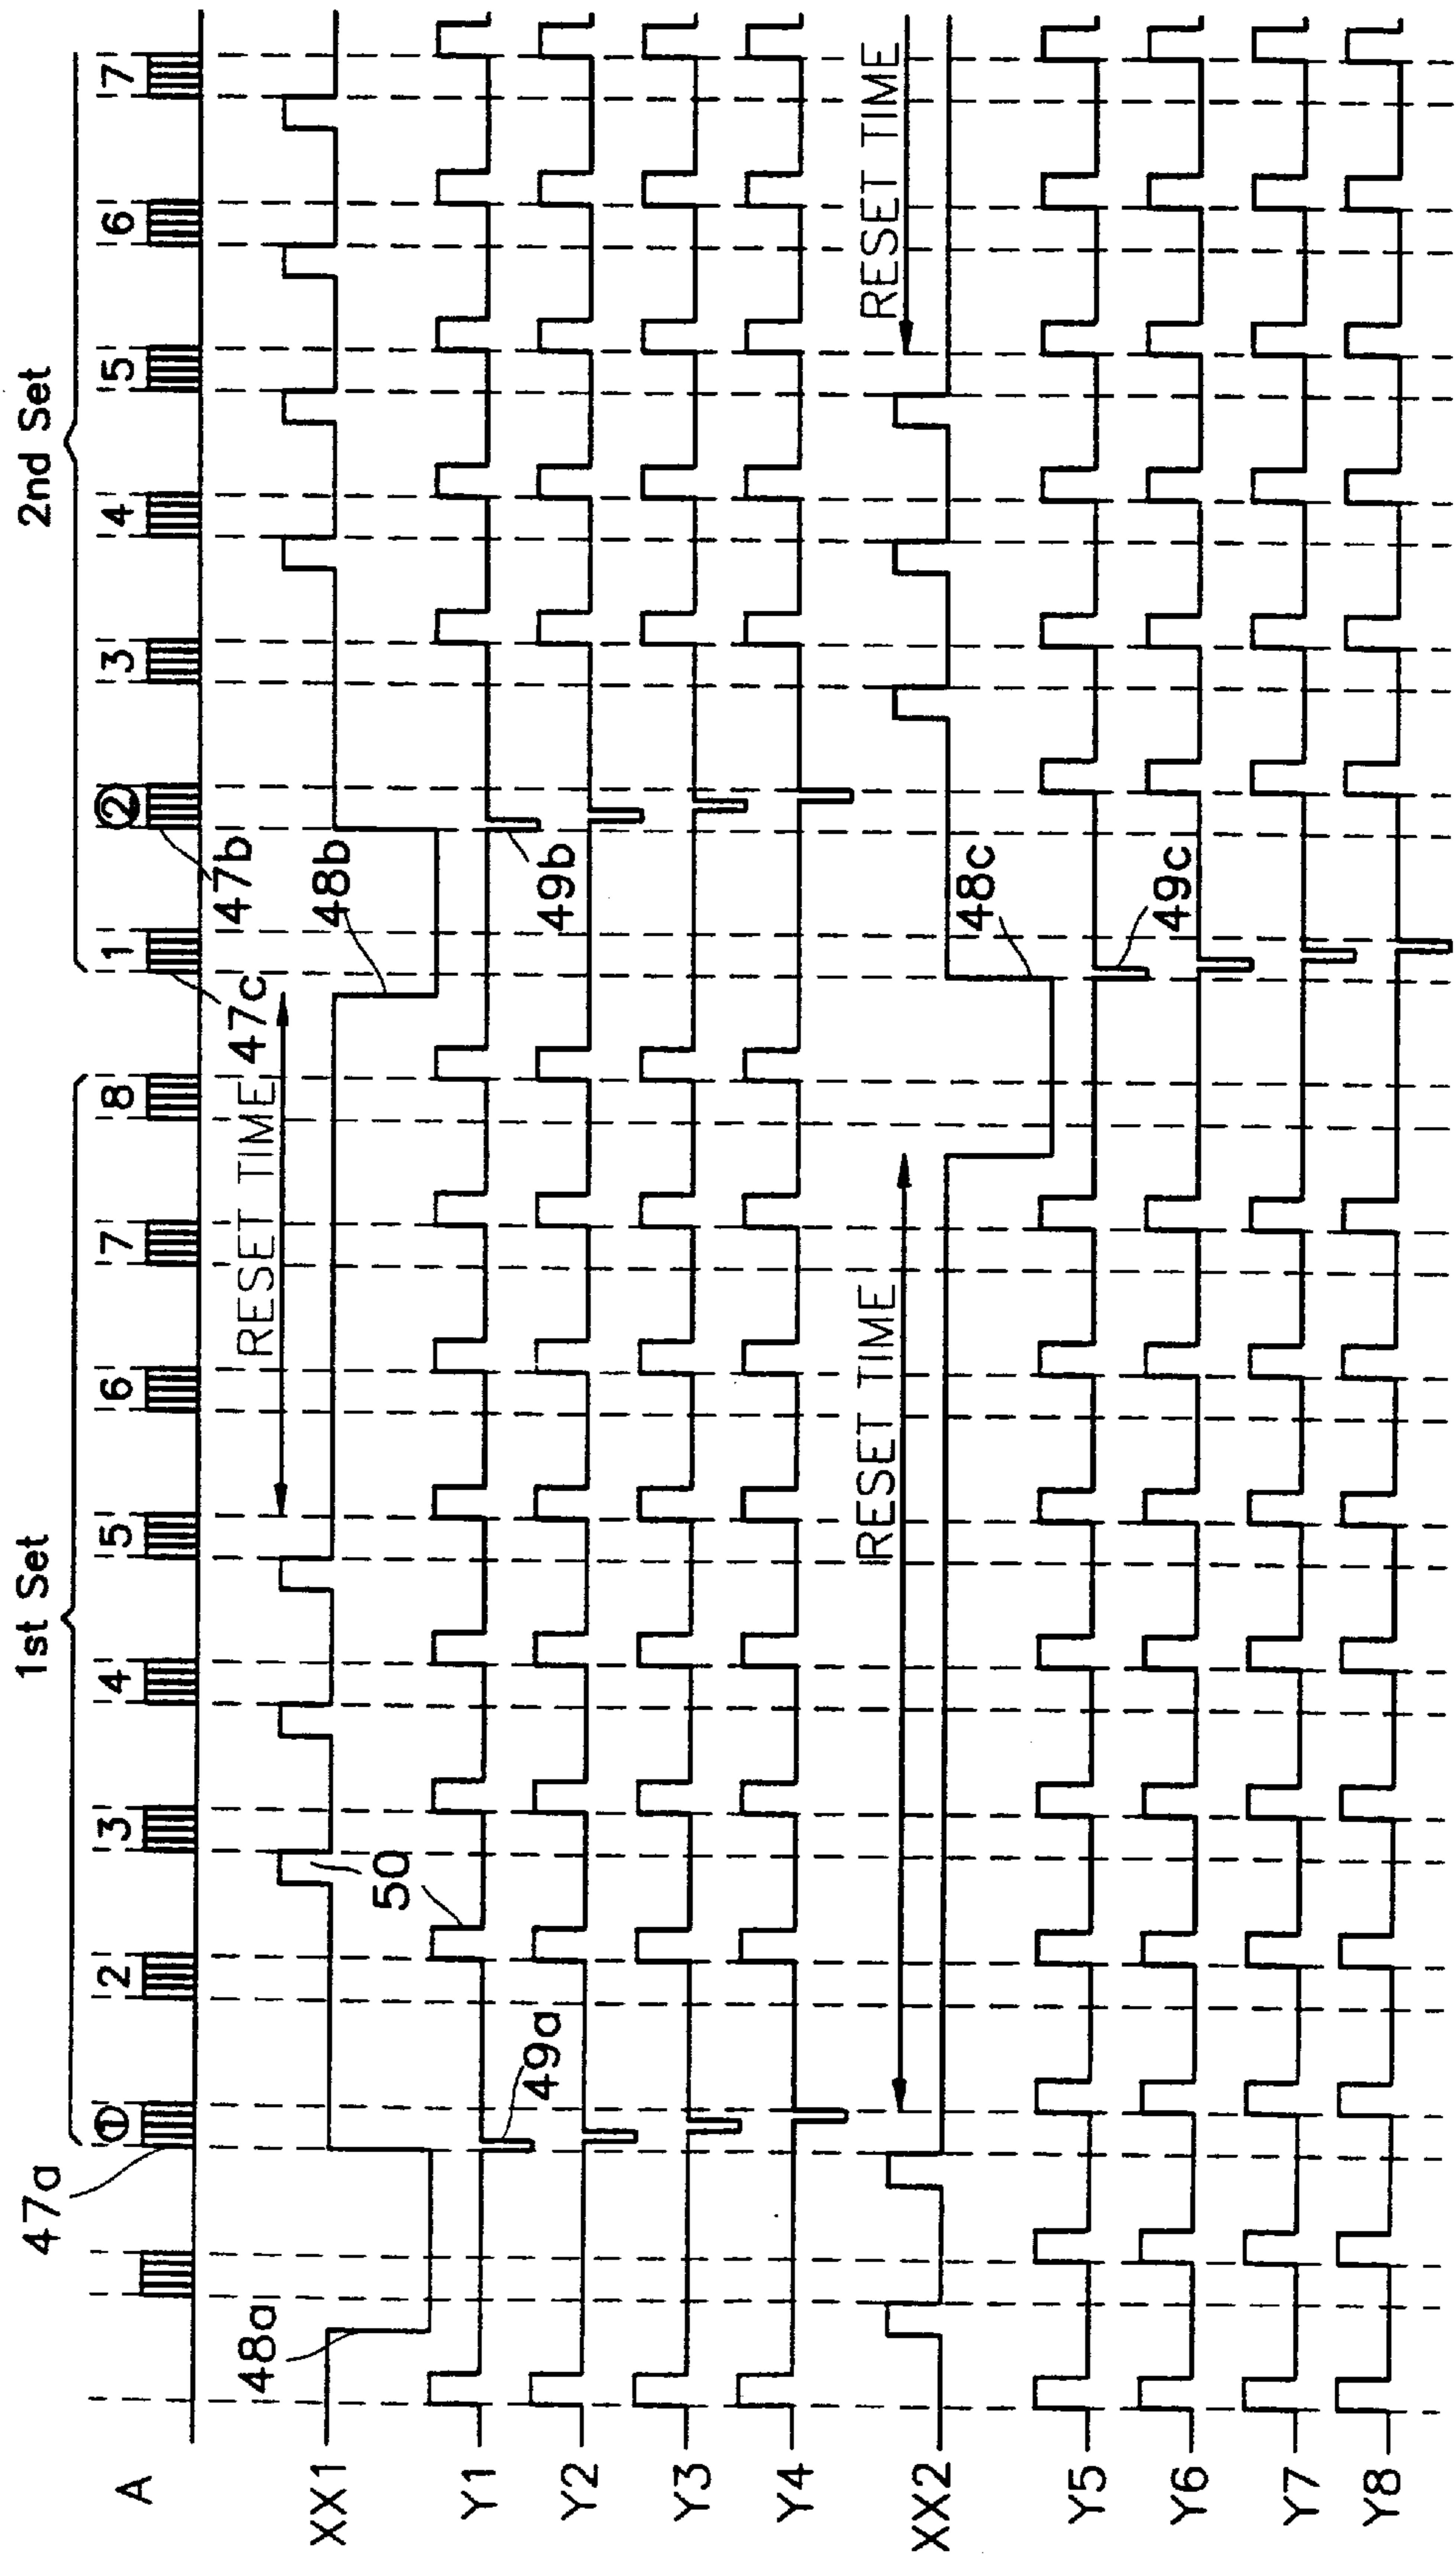 1st Set
2nd Set
A
① 2 3 4 5 6 7 8 1 ② 3 4 5 6 7
47a
47c
47b
48a
RESET TIME
48b
XX1
50
Y1
49a
49b
Y2
Y3
Y4
RESET TIME
RESET TIME
XX2
48c
Y5
49c
Y6
Y7
Y8